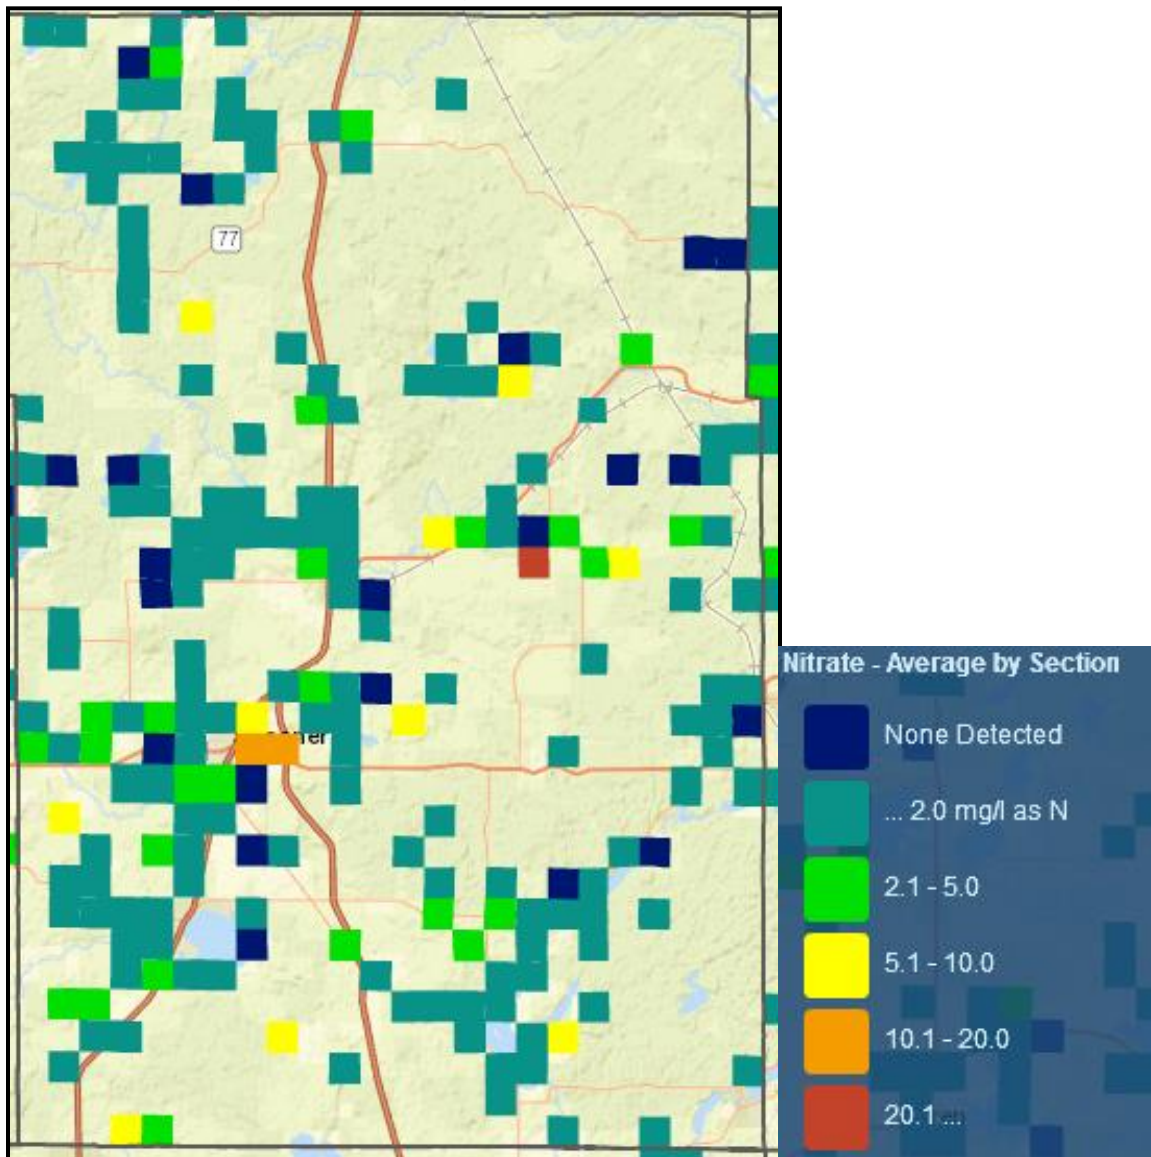 77
Nitrate - Average by Section
None Detected
... 2.0 mg/l as N
2.1 - 5.0
5.1 - 10.0
10.1 - 20.0
20.1 ...